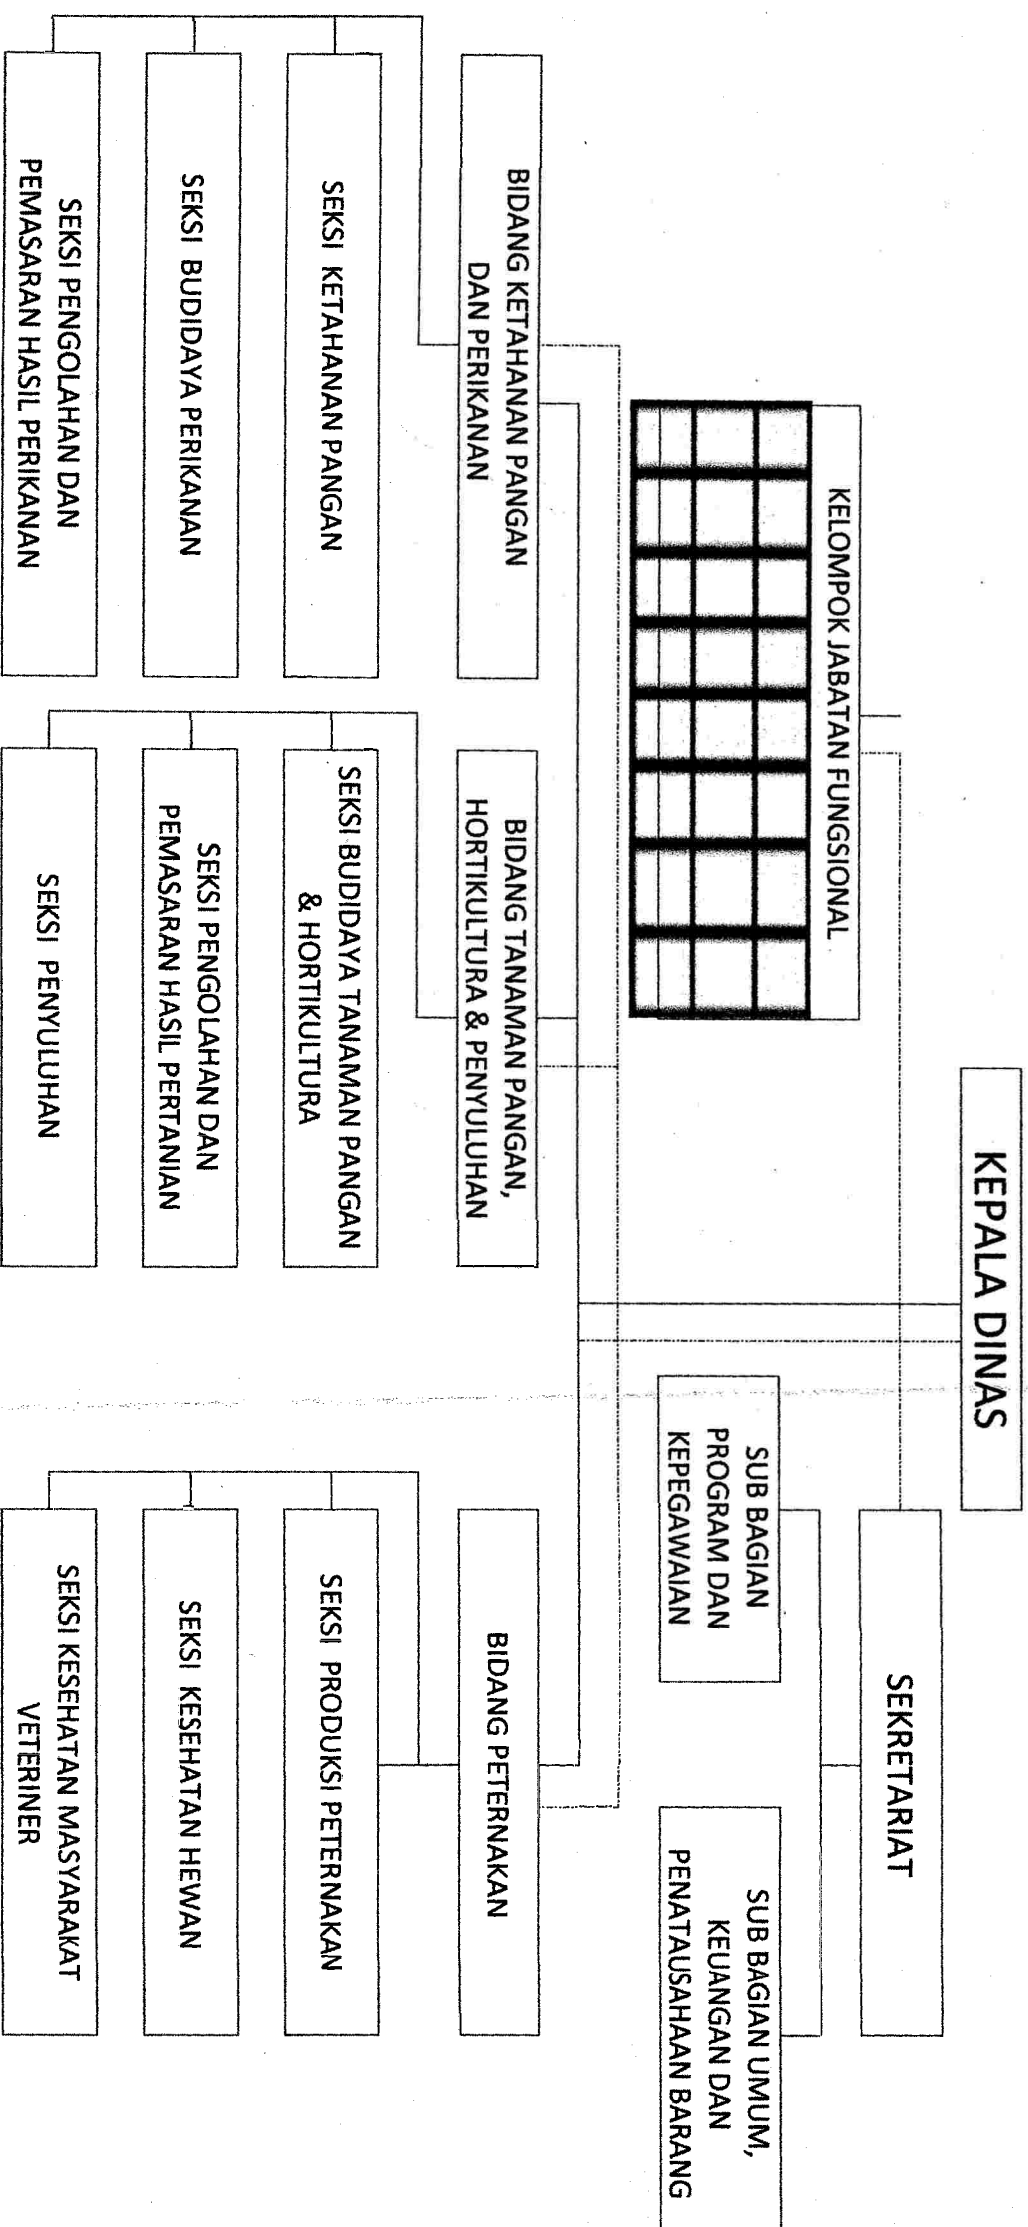 KEPALA DINAS
SEKRETARIAT
KELOMPOK JABATAN FUNGSIONAL
SUB BAGIAN
PROGRAM DAN
KEPEGAWAIAN
SUB BAGIAN UMUM,
KEUANGAN DAN
PENATAUSAHAAN BARANG
BIDANG KETAHANAN PANGAN
DAN PERIKANAN
BIDANG TANAMAN PANGAN,
HORTIKULTURA & PENYULUHAN
BIDANG PETERNAKAN
SEKSI KETAHANAN PANGAN
SEKSI BUDIDAYA TANAMAN PANGAN
& HORTIKULTURA
SEKSI PRODUKSI PETERNAKAN
SEKSI BUDIDAYA PERIKANAN
SEKSI PENGOLAHAN DAN
PEMASARAN HASIL PERTANIAN
SEKSI KESEHATAN HEWAN
SEKSI PENGOLAHAN DAN
PEMASARAN HASIL PERIKANAN
SEKSI PENYULUHAN
SEKSI KESEHATAN MASYARAKAT
VETERINER